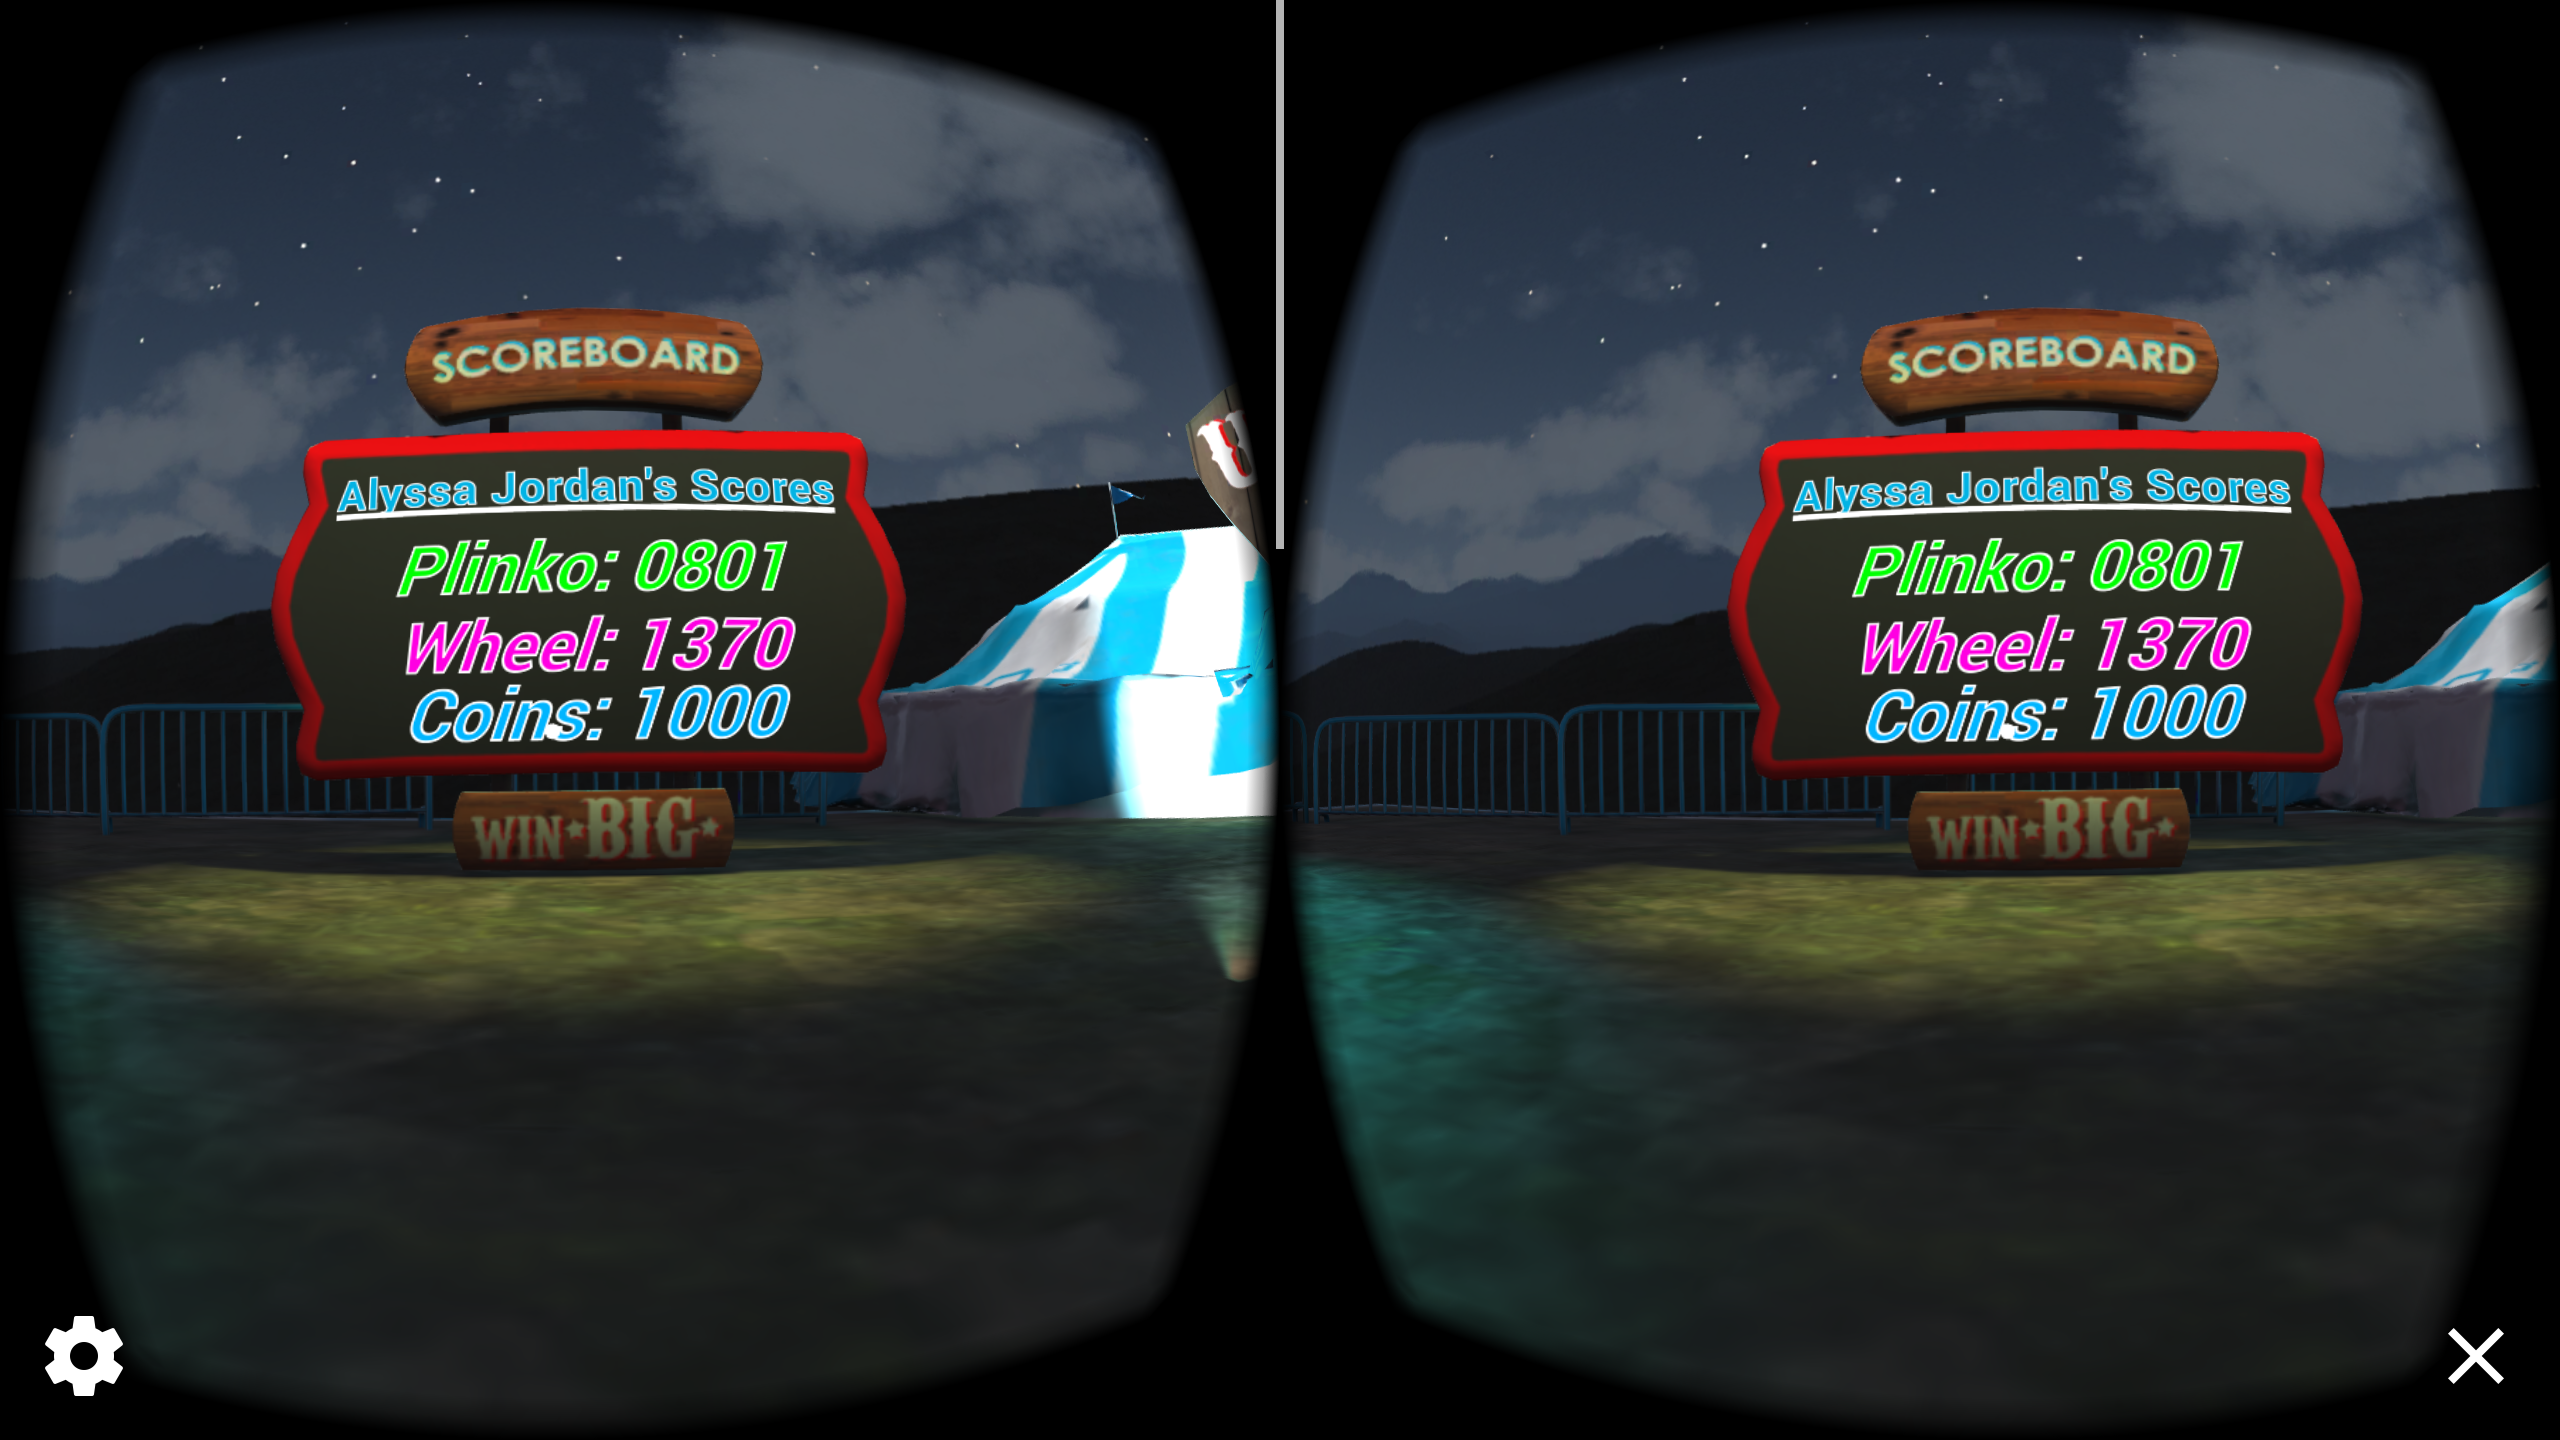 SCOREBOARD
Alyssa Jordan's Scores
Plinko: 0801
Wheel: 1370
Coins: 1000
WIN★BIG★
SCOREBOARD
Alyssa Jordan's Scores
Plinko: 0801
Wheel: 1370
Coins: 1000
WIN★BIG★